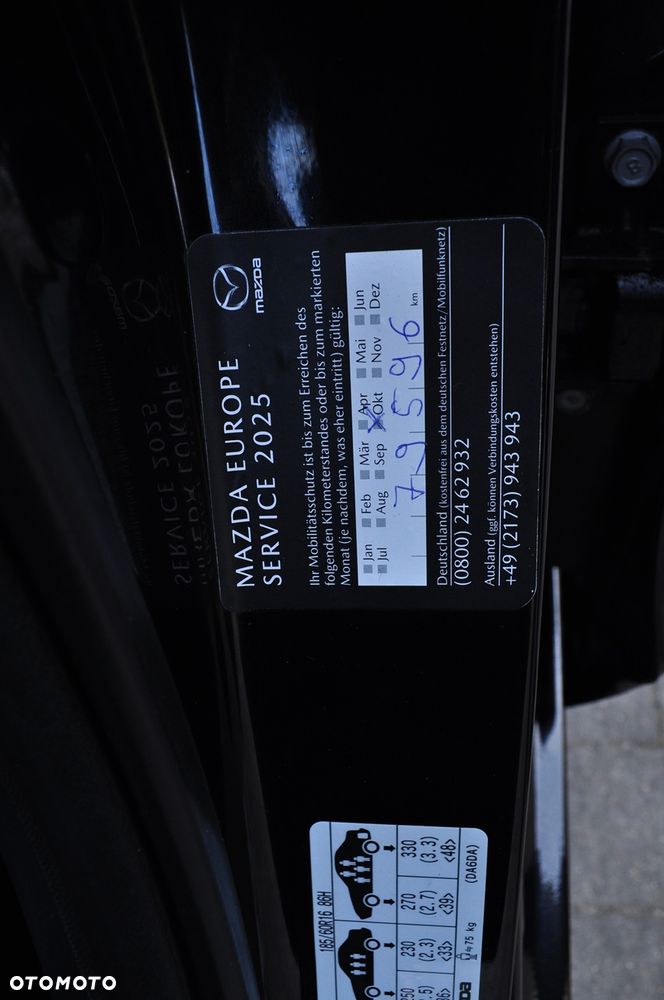 mazda
MAZDA EUROPE
SERVICE 2025
Ihr Mobilitätsschutz ist bis zum Erreichen des
folgenden Kilometerstandes oder bis zum markierten
Monat (je nachdem, was eher eintritt) gültig:
Jan Feb Mär Apr Mai Jun
Jul Aug Sep Okt Nov Dez
79596 km
Deutschland (kostenfrei aus dem deutschen Festnetz/Mobilfunknetz)
(0800) 24 62 932
Ausland (ggf. können Verbindungskosten entstehen)
+49 (2173) 943 943
185/60R16 86H
230 270 330
(2.3) (2.7) (3.3)
<33> <39> <48>
75 kg (DA6DA)
OTOMOTO